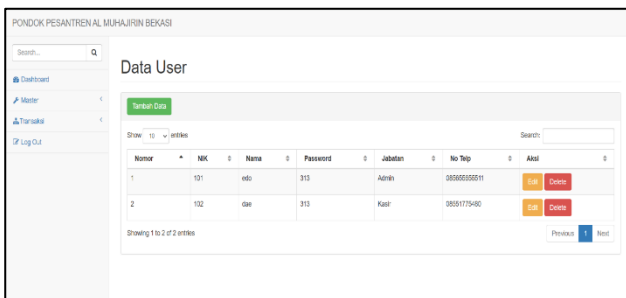 PONDOK PESANTREN AL MUHAJIRIN BEKASI
Search...
Dashboard
Master
Transaksi
Log Out
Data User
Tambah Data
Show 10 entries
Search:
Nomor NIK Nama Password Jabatan No Telp Aksi
1 101 edo 313 Admin 085656956511 Edit Delete
2 102 dae 313 Kasir 08551775460 Edit Delete
Showing 1 to 2 of 2 entries
Previous 1 Next